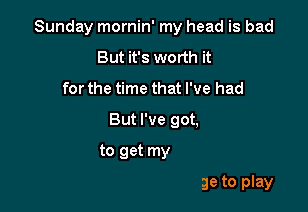 Sunday mornin' my head is bad
But it's worth it
for the time that I've had
But I've got,
to get my
to play